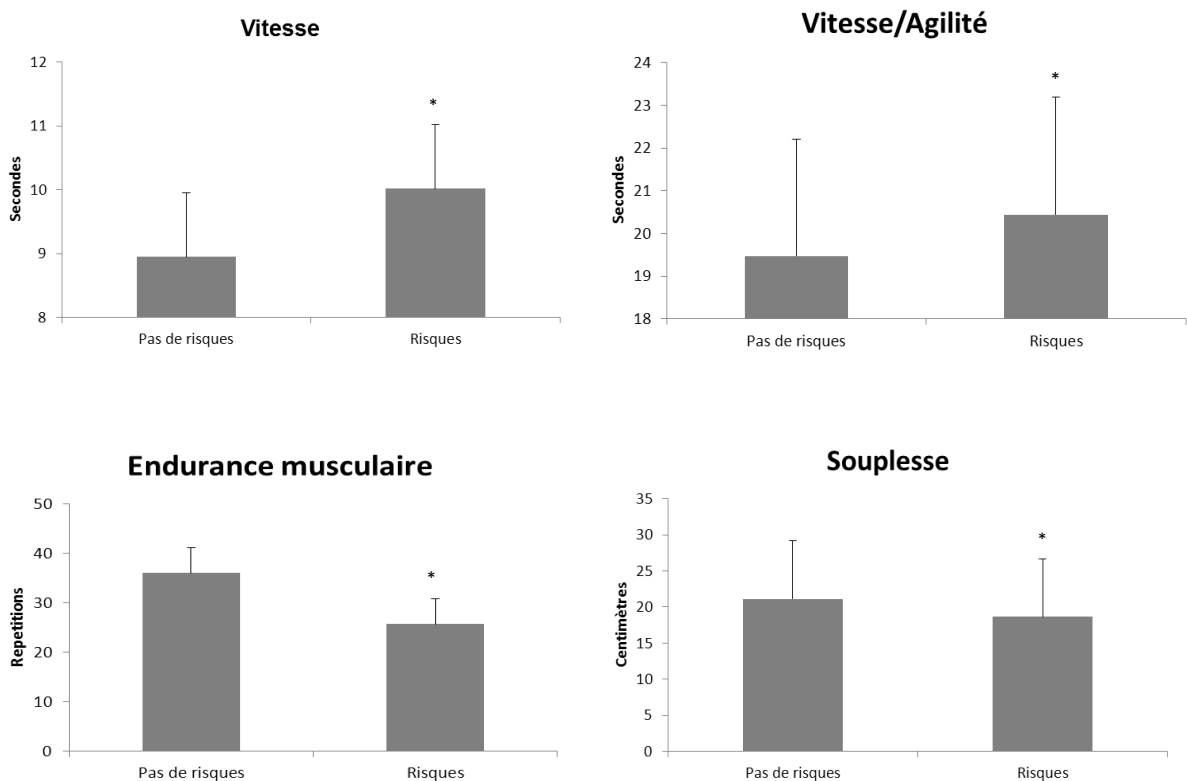 Vitesse
Secondes
12
11
10
9
8
*
Pas de risques
Risques
Vitesse/Agilité
Secondes
24
23
22
21
20
19
18
*
Pas de risques
Risques
Endurance musculaire
Repetitions
50
40
30
20
10
0
*
Pas de risques
Risques
Souplesse
Centimètres
35
30
25
20
15
10
5
0
*
Pas de risques
Risques